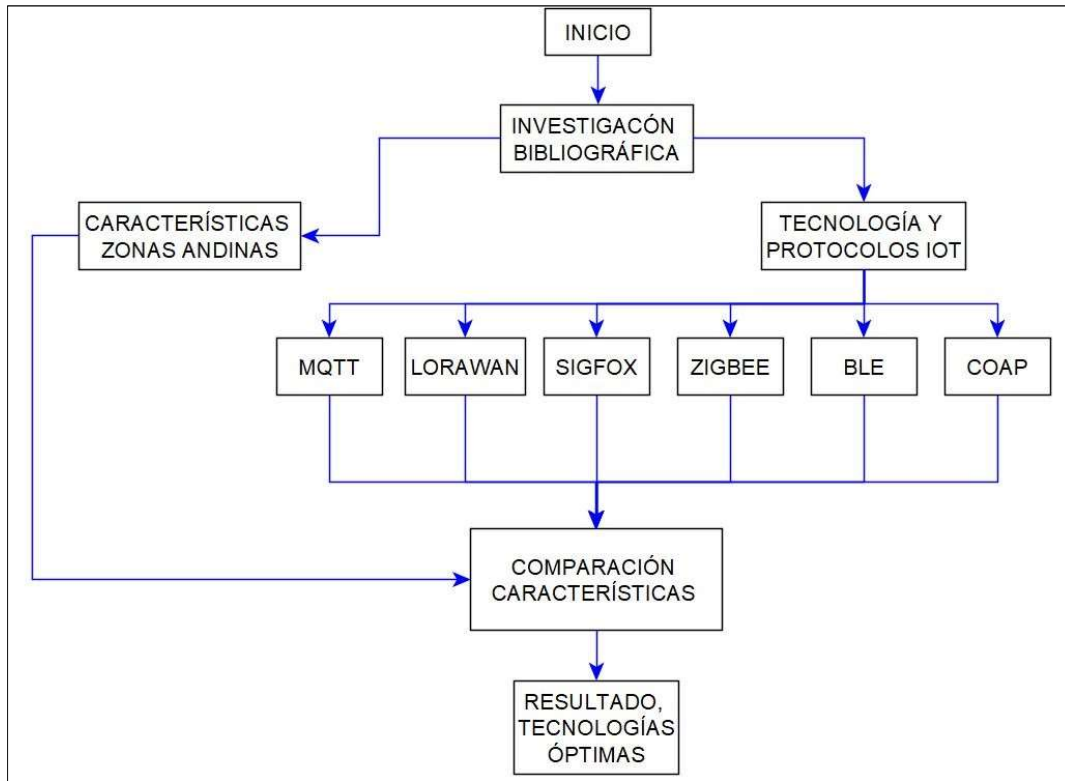 INICIO
INVESTIGACÓN
BIBLIOGRÁFICA
CARACTERÍSTICAS
ZONAS ANDINAS
TECNOLOGÍA Y
PROTOCOLOS IOT
MQTT
LORAWAN
SIGFOX
ZIGBEE
BLE
COAP
COMPARACIÓN
CARACTERÍSTICAS
RESULTADO,
TECNOLOGÍAS
ÓPTIMAS